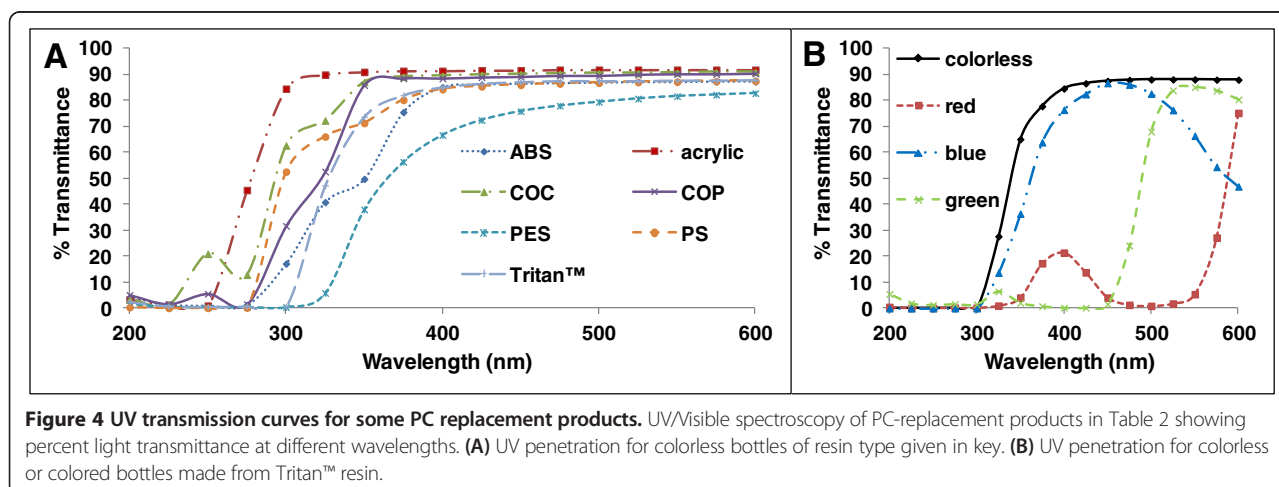 A
% Transmittance
100
90
80
70
60
50
40
30
20
10
0
ABS
acrylic
COC
COP
PES
PS
Tritan™
200
300
400
500
600
Wavelength (nm)
B
% Transmittance
100
90
80
70
60
50
40
30
20
10
0
colorless
red
blue
green
200
300
400
500
600
Wavelength (nm)
Figure 4 UV transmission curves for some PC replacement products. UV/Visible spectroscopy of PC-replacement products in Table 2 showing
percent light transmittance at different wavelengths. (A) UV penetration for colorless bottles of resin type given in key. (B) UV penetration for colorless
or colored bottles made from Tritan™ resin.